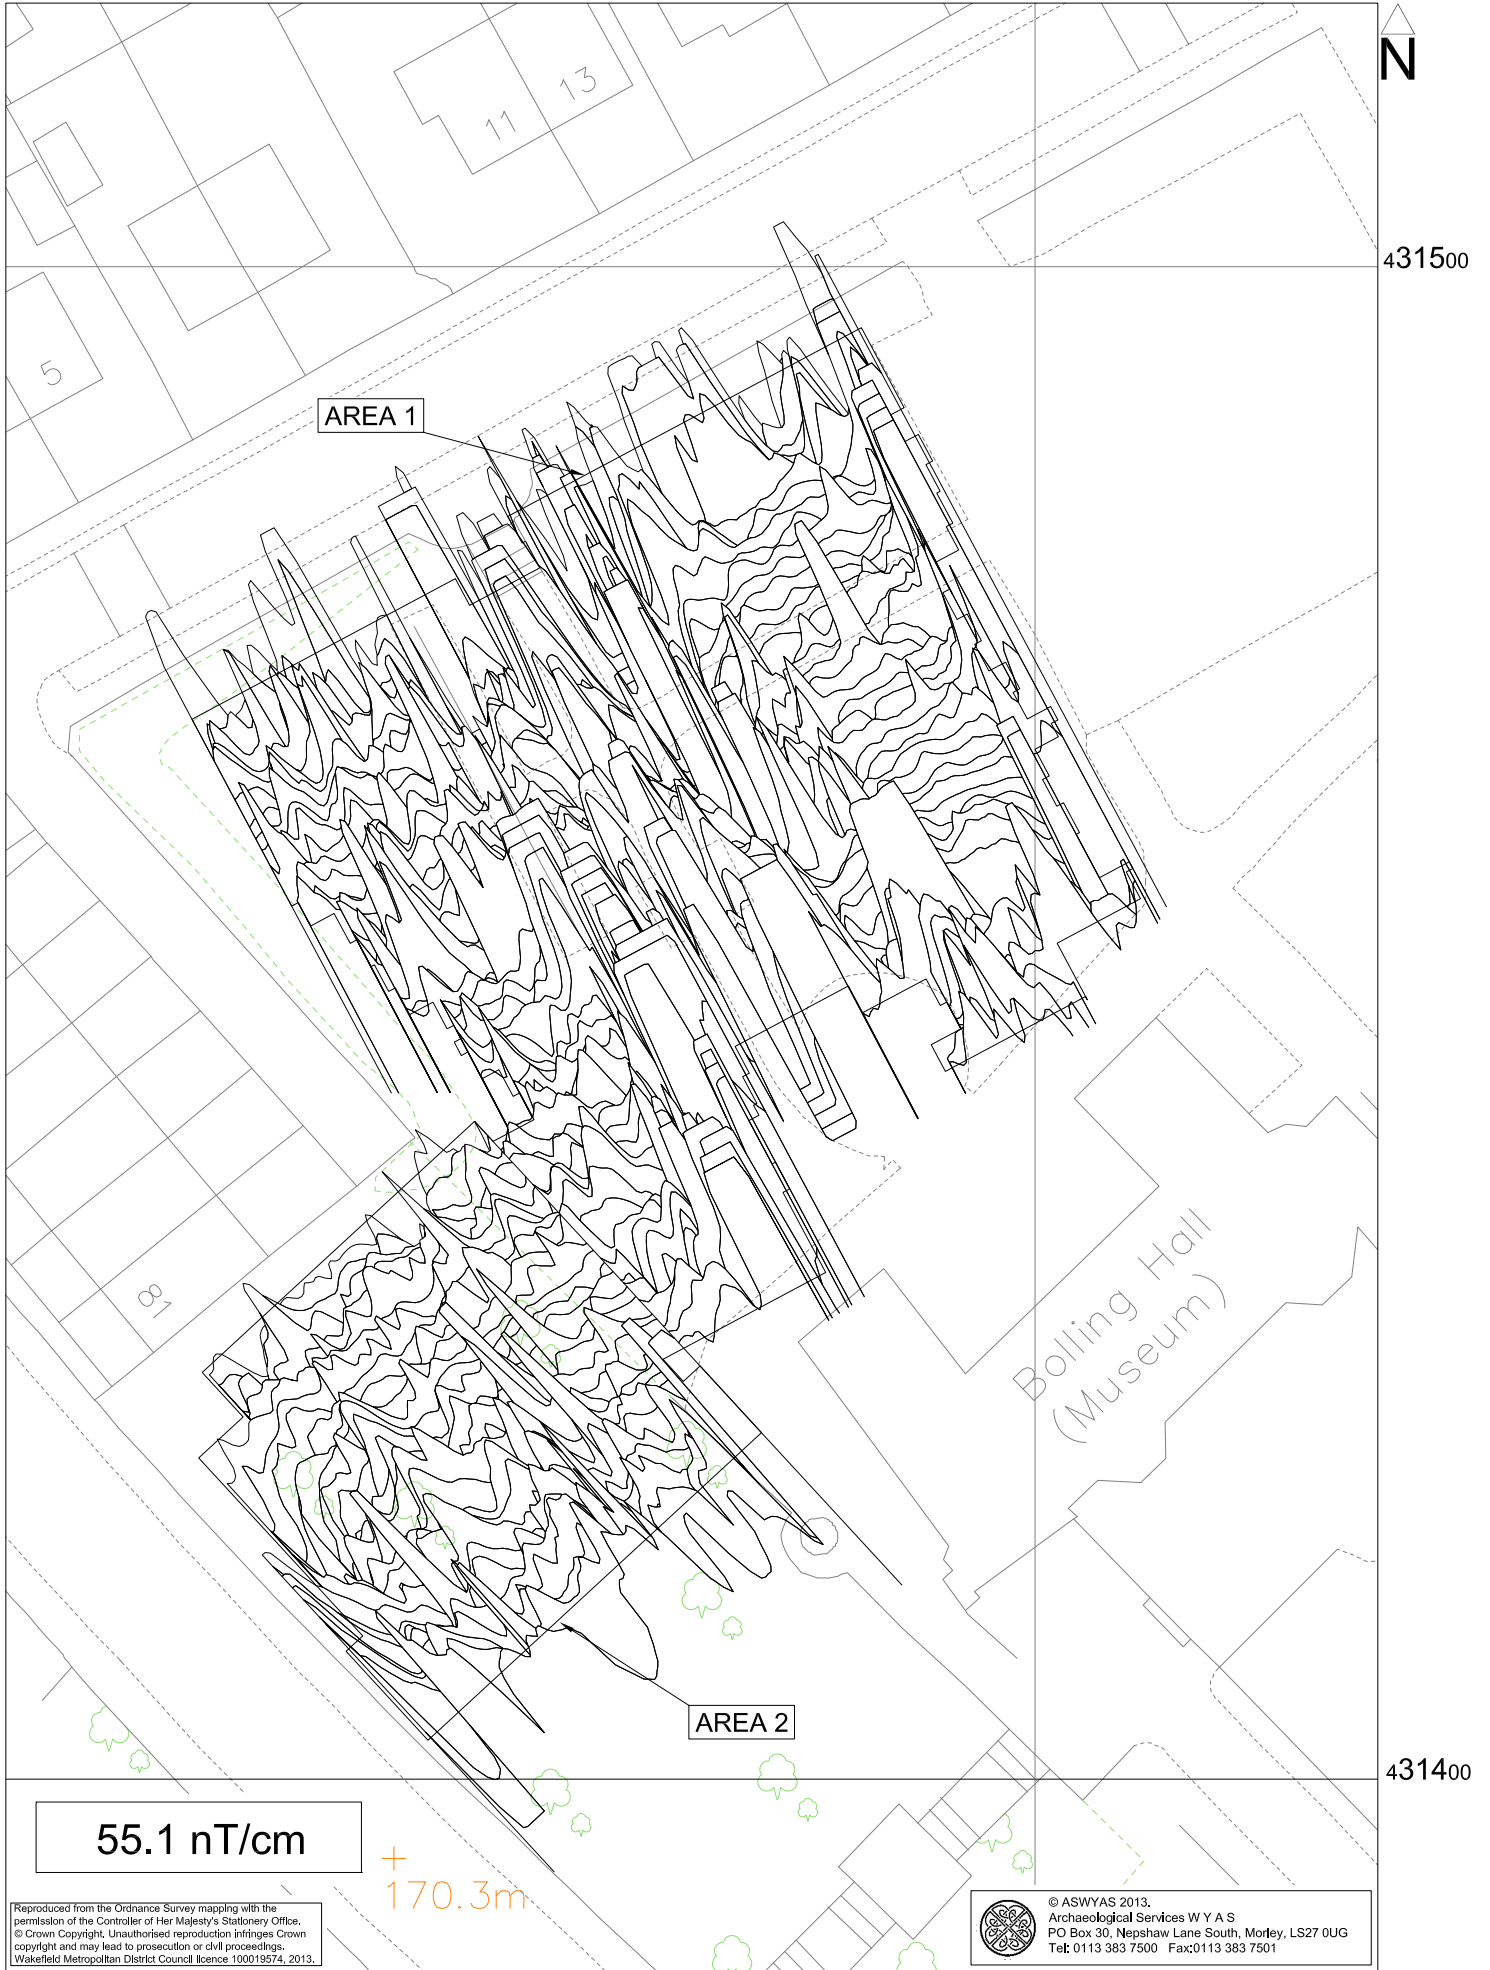 N
13
11
431500
5
AREA 1
Bolling Hall
(Museum)
18
AREA 2
431400
55.1 nT/cm
170.3m
Reproduced from the Ordnance Survey mapping with the
permission of the Controller of Her Majesty's Stationery Office.
© Crown Copyright. Unauthorised reproduction infringes Crown
copyright and may lead to prosecution or civil proceedings.
Wakefield Metropolitan District Council licence 100019574, 2013.
© ASWYAS 2013.
Archaeological Services W Y A S
PO Box 30, Nepshaw Lane South, Morley, LS27 0UG
Tel: 0113 383 7500 Fax:0113 383 7501